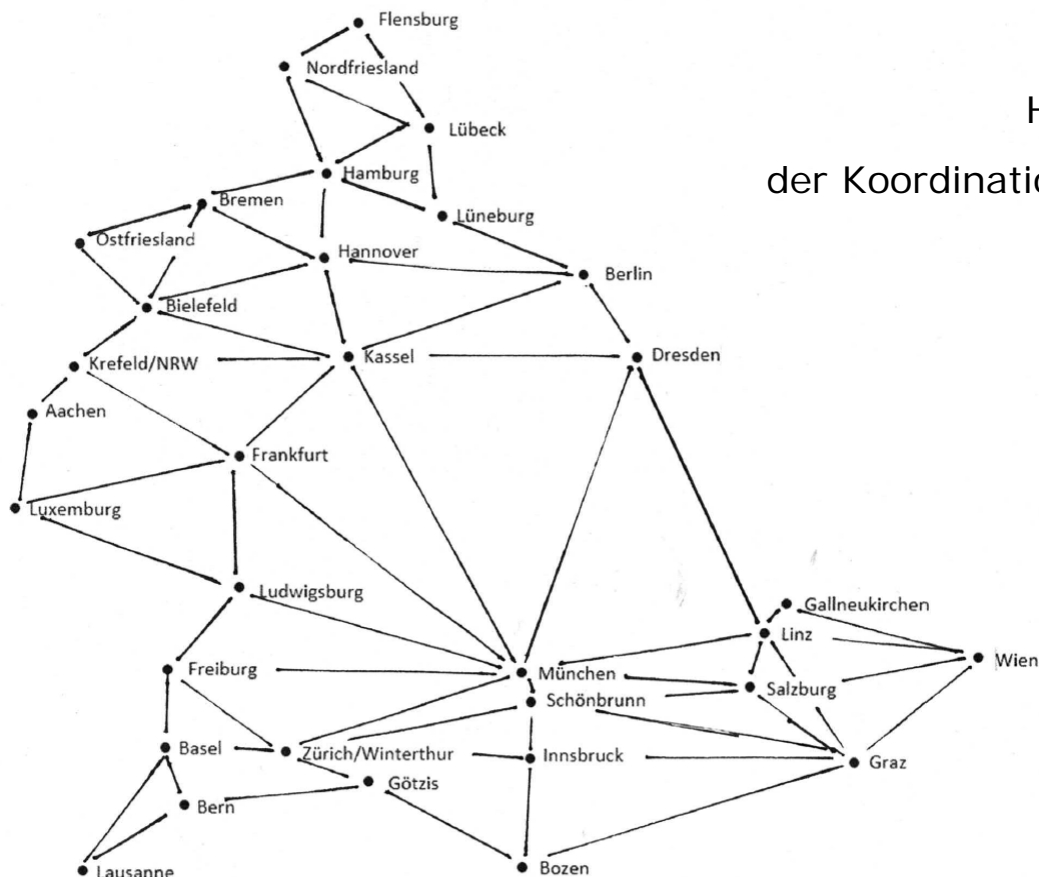 Flensburg
Nordfriesland
H
Lübeck
Hamburg
der Koordinatio
Bremen
Lüneburg
Ostfriesland
Hannover
Berlin
Bielefeld
Krefeld/NRW
Kassel
Dresden
Aachen
Frankfurt
Luxemburg
Ludwigsburg
Gallneukirchen
Linz
Wien
Freiburg
München
Salzburg
Schönbrunn
Basel
Zürich/Winterthur
Innsbruck
Graz
Götzis
Bern
Bozen
Lausanne